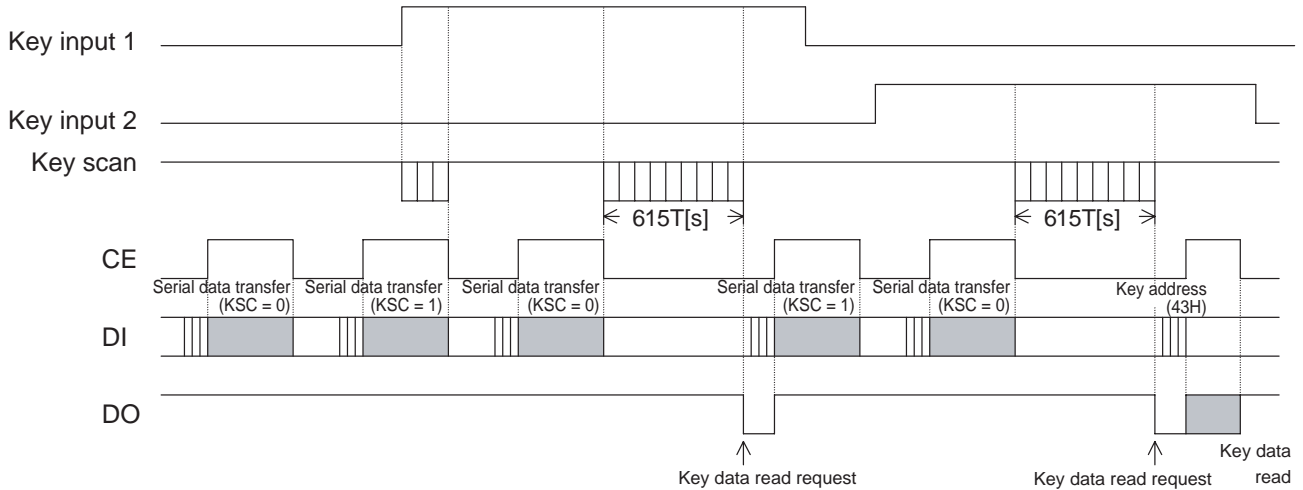 Key input 1
Key input 2
Key scan
615T[s]
615T[s]
CE
Serial data transfer
(KSC = 0)
Serial data transfer
(KSC = 1)
Serial data transfer
(KSC = 0)
Serial data transfer
(KSC = 1)
Serial data transfer
(KSC = 0)
Key address
(43H)
DI
DO
Key data read request
Key data read request
Key data
read